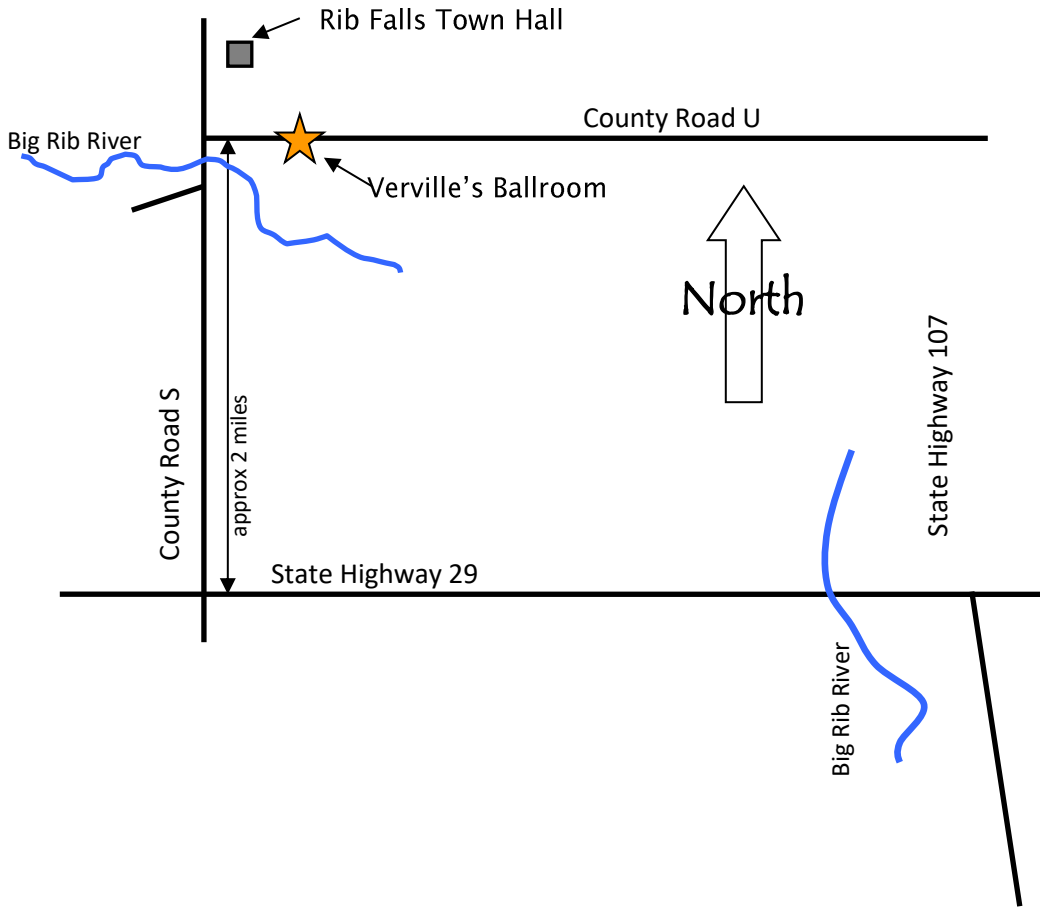 Rib Falls Town Hall
County Road U
Big Rib River
Verville's Ballroom
North
State Highway 107
County Road S
approx 2 miles
State Highway 29
Big Rib River